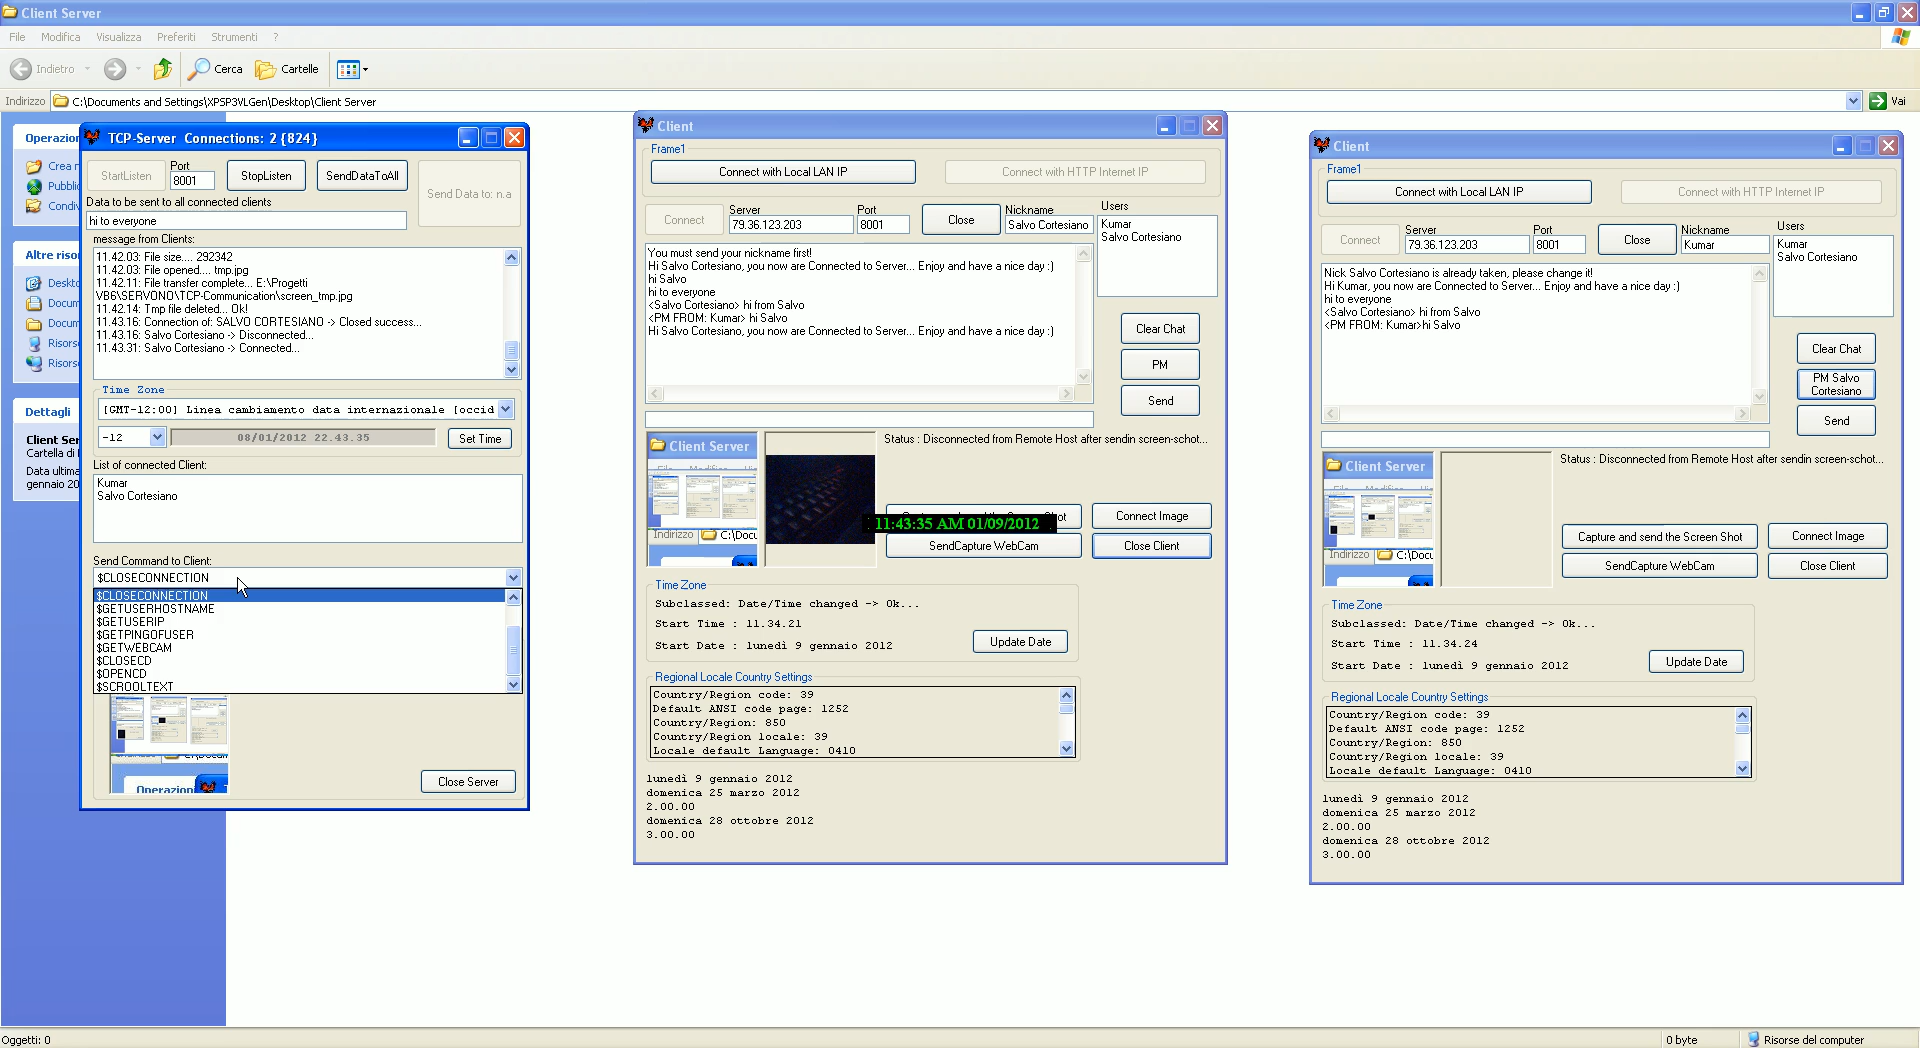 Client Server
File Modifica Visualizza Preferiti Strumenti ?
Indietro Cerca Cartelle
Indirizzo C:\Documents and Settings\XPSP3VLGen\Desktop\Client Server Vai
Operazion
Crea n
Pubblic
Condiv
Altre risor
Deskto
Docum
Docum
Risors
Risors
Dettagli
Client Ser
Cartella di
Data ultima
gennaio 20
TCP-Server Connections: 2 {824}
StartListen
Port
8001
StopListen
SendDataToAll
Send Data to: n.a
Data to be sent to all connected clients
hi to everyone
message from Clients:
11.42.03: File size.... 292342
11.42.03: File opened.... tmp.jpg
11.42.11: File transfer complete... E:\Progetti
VB6\SERVONO\TCP-Communication\screen_tmp.jpg
11.42.14: Tmp file deleted... Ok!
11.43.16: Connection of: SALVO CORTESIANO -> Closed success...
11.43.16: Salvo Cortesiano -> Disconnected...
11.43.31: Salvo Cortesiano -> Connected...
Time Zone
[GMT-12:00] Linea cambiamento data internazionale [occid
-12
08/01/2012 22.43.35
Set Time
List of connected Client:
Kumar
Salvo Cortesiano
Send Command to Client:
$CLOSECONNECTION
$CLOSECONNECTION
$GETUSERHOSTNAME
$GETUSERIP
$GETPINGOFUSER
$GETWEBCAM
$CLOSECD
$OPENCD
$SCROOLTEXT
Operazion
Close Server
Client
Frame1
Connect with Local LAN IP
Connect with HTTP Internet IP
Connect
Server
79.36.123.203
Port
8001
Close
Nickname
Salvo Cortesiano
Users
Kumar
Salvo Cortesiano
You must send your nickname first!
Hi Salvo Cortesiano, you now are Connected to Server... Enjoy and have a nice day :)
hi Salvo
hi to everyone
<Salvo Cortesiano> hi from Salvo
<PM FROM: Kumar> hi Salvo
Hi Salvo Cortesiano, you now are Connected to Server... Enjoy and have a nice day :)
Clear Chat
PM
Send
Client Server
Indirizzo C:\Docu
Status : Disconnected from Remote Host after sendin screen-schot...
11:43:35 AM 01/09/2012
Connect Image
SendCapture WebCam
Close Client
Time Zone
Subclassed: Date/Time changed -> Ok...
Start Time : 11.34.21
Start Date : lunedì 9 gennaio 2012
Update Date
Regional Locale Country Settings
Country/Region code: 39
Default ANSI code page: 1252
Country/Region: 850
Country/Region locale: 39
Locale default Language: 0410
lunedì 9 gennaio 2012
domenica 25 marzo 2012
2.00.00
domenica 28 ottobre 2012
3.00.00
Client
Frame1
Connect with Local LAN IP
Connect with HTTP Internet IP
Connect
Server
79.36.123.203
Port
8001
Close
Nickname
Kumar
Users
Kumar
Salvo Cortesiano
Nick Salvo Cortesiano is already taken, please change it!
Hi Kumar, you now are Connected to Server... Enjoy and have a nice day :)
hi to everyone
<Salvo Cortesiano> hi from Salvo
<PM FROM: Kumar>hi Salvo
Clear Chat
PM Salvo
Cortesiano
Send
Client Server
Indirizzo C:\Docu
Status : Disconnected from Remote Host after sendin screen-schot...
Capture and send the Screen Shot
Connect Image
SendCapture WebCam
Close Client
Time Zone
Subclassed: Date/Time changed -> Ok...
Start Time : 11.34.24
Start Date : lunedì 9 gennaio 2012
Update Date
Regional Locale Country Settings
Country/Region code: 39
Default ANSI code page: 1252
Country/Region: 850
Country/Region locale: 39
Locale default Language: 0410
lunedì 9 gennaio 2012
domenica 25 marzo 2012
2.00.00
domenica 28 ottobre 2012
3.00.00
Oggetti: 0
0 byte
Risorse del computer